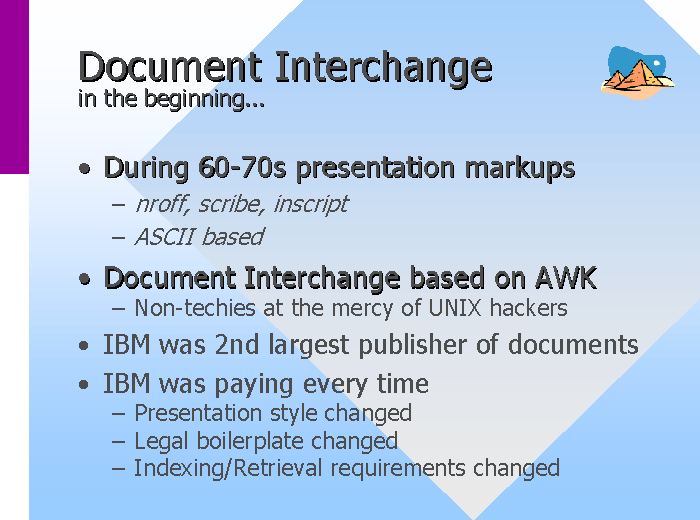 Document Interchange
in the beginning...
• During 60-70s presentation markups
– nroff, scribe, inscript
– ASCII based
• Document Interchange based on AWK
– Non-techies at the mercy of UNIX hackers
• IBM was 2nd largest publisher of documents
• IBM was paying every time
– Presentation style changed
– Legal boilerplate changed
– Indexing/Retrieval requirements changed